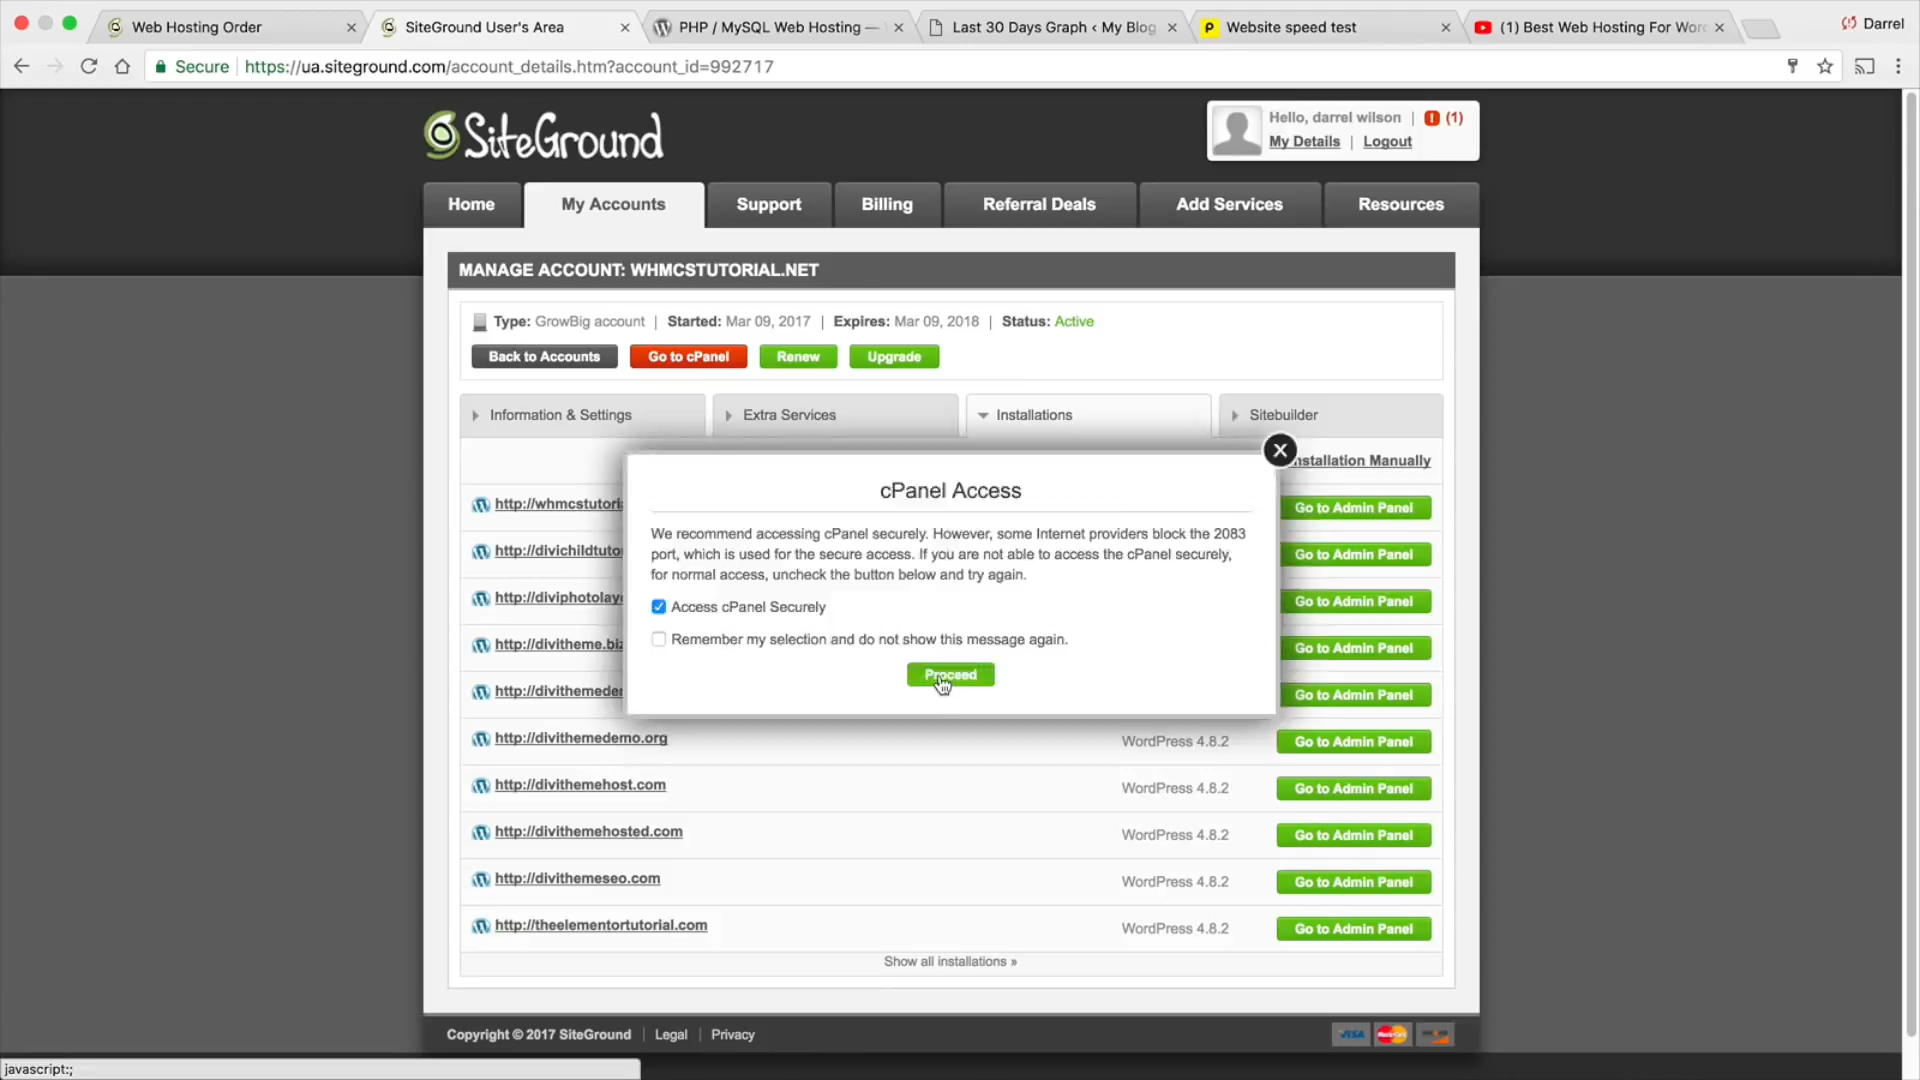 Web Hosting Order
SiteGround User's Area
PHP / MySQL Web Hosting —
Last 30 Days Graph ‹ My Blog
Website speed test
(1) Best Web Hosting For Wor
Darrel
Secure
https://ua.siteground.com/account_details.htm?account_id=992717
SiteGround
Hello, darrel wilson | ! (1)
My Details | Logout
Home
My Accounts
Support
Billing
Referral Deals
Add Services
Resources
MANAGE ACCOUNT: WHMCSTUTORIAL.NET
Type: GrowBig account | Started: Mar 09, 2017 | Expires: Mar 09, 2018 | Status: Active
Back to Accounts
Go to cPanel
Renew
Upgrade
Information & Settings
Extra Services
Installations
Sitebuilder
nstallation Manually
cPanel Access
We recommend accessing cPanel securely. However, some Internet providers block the 2083
port, which is used for the secure access. If you are not able to access the cPanel securely,
for normal access, uncheck the button below and try again.
Access cPanel Securely
Remember my selection and do not show this message again.
Proceed
http://whmcstutoria
Go to Admin Panel
http://divichildtuto
Go to Admin Panel
http://diviphotolay
Go to Admin Panel
http://divitheme.biz
Go to Admin Panel
http://divithemeder
Go to Admin Panel
http://divithemedemo.org
WordPress 4.8.2
Go to Admin Panel
http://divithemehost.com
WordPress 4.8.2
Go to Admin Panel
http://divithemehosted.com
WordPress 4.8.2
Go to Admin Panel
http://divithemeseo.com
WordPress 4.8.2
Go to Admin Panel
http://theelementortutorial.com
WordPress 4.8.2
Go to Admin Panel
Show all installations »
Copyright © 2017 SiteGround | Legal | Privacy
VISA
MasterCard
javascript:;